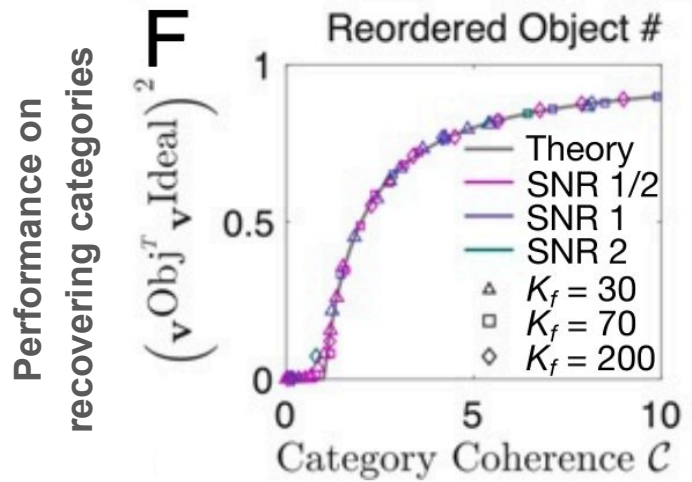 F
Reordered Object #
Performance on
recovering categories
(v^Obj^T v^Ideal)^2
1
0.5
0
Theory
SNR 1/2
SNR 1
SNR 2
K_f = 30
K_f = 70
K_f = 200
0 5 10
Category Coherence 𝒞